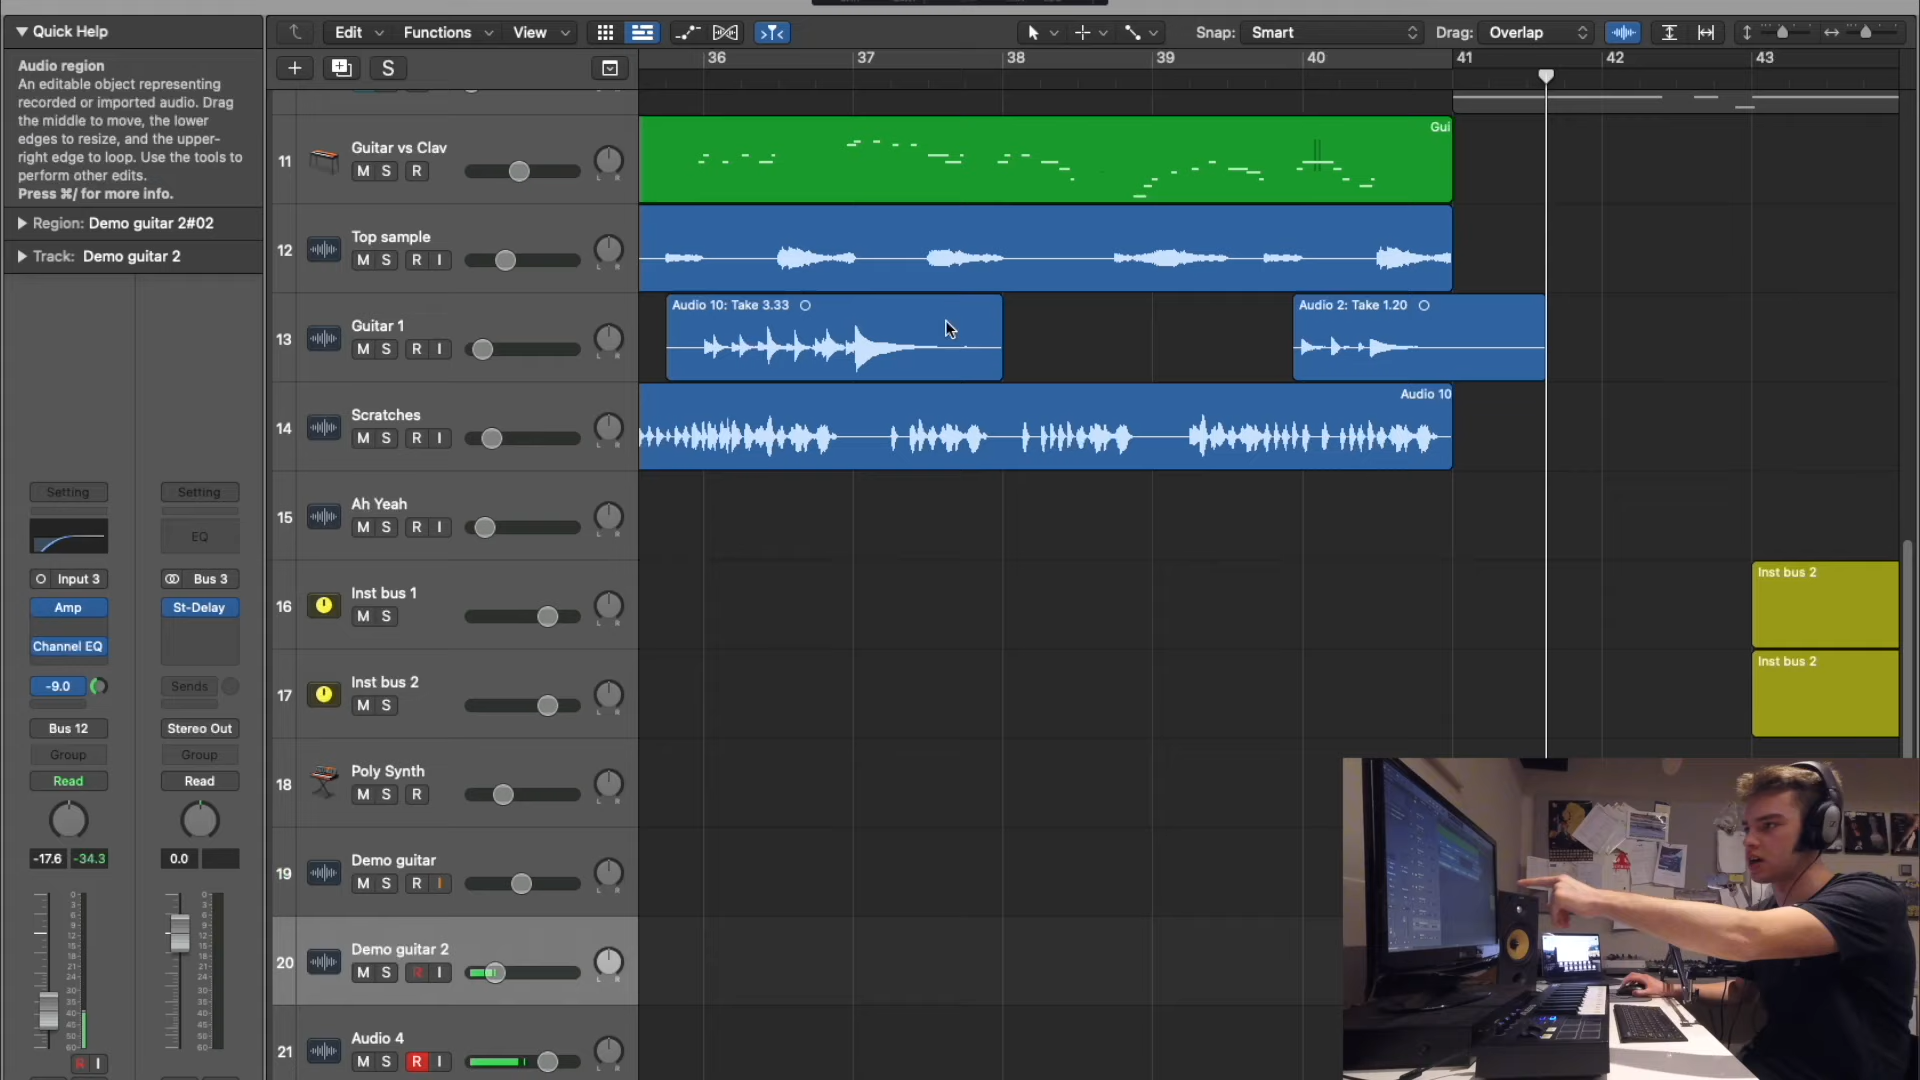 Quick Help
Edit
Functions
View
Snap: Smart
Drag: Overlap
Audio region
An editable object representing
recorded or imported audio. Drag
the middle to move, the lower
edges to resize, and the upper-
right edge to loop. Use the tools to
perform other edits.
Press ⌘/ for more info.
Region: Demo guitar 2#02
Track: Demo guitar 2
S
36 37 38 39 40 41 42 43
11 Guitar vs Clav
M S R
Gui
12 Top sample
M S R I
13 Guitar 1
M S R I
Audio 10: Take 3.33
Audio 2: Take 1.20
14 Scratches
M S R I
Audio 10
15 Ah Yeah
M S R I
16 Inst bus 1
M S
Inst bus 2
17 Inst bus 2
M S
Inst bus 2
18 Poly Synth
M S R
19 Demo guitar
M S R I
20 Demo guitar 2
M S R I
21 Audio 4
M S R I
Setting Setting
EQ
Input 3 Bus 3
Amp St-Delay
Channel EQ
-9.0 Sends
Bus 12 Stereo Out
Group Group
Read Read
-17.6 -34.3 0.0
R I